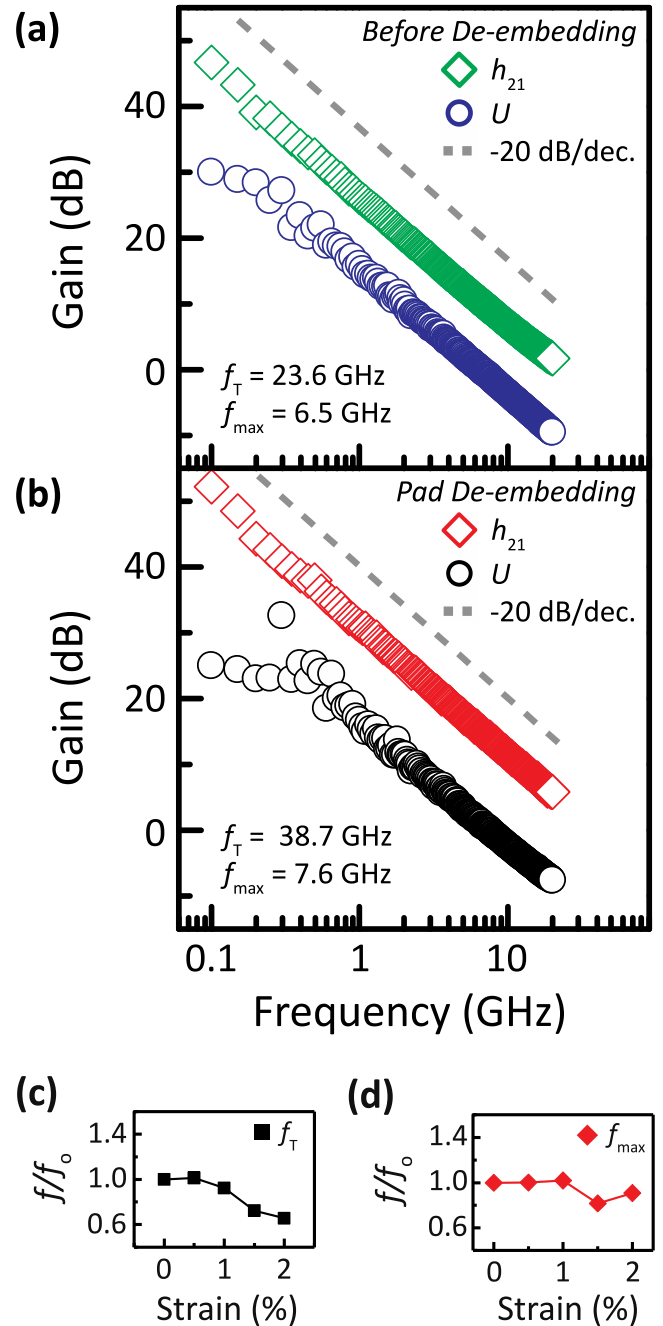 (a)
Before De-embedding
h21
U
-20 dB/dec.
40
20
0
Gain (dB)
fT = 23.6 GHz
fmax = 6.5 GHz
(b)
Pad De-embedding
h21
U
-20 dB/dec.
40
20
0
Gain (dB)
fT = 38.7 GHz
fmax = 7.6 GHz
0.1 1 10
Frequency (GHz)
(c)
fT
1.4
1.0
0.6
f/fo
0 1 2
Strain (%)
(d)
fmax
1.4
1.0
0.6
f/fo
0 1 2
Strain (%)